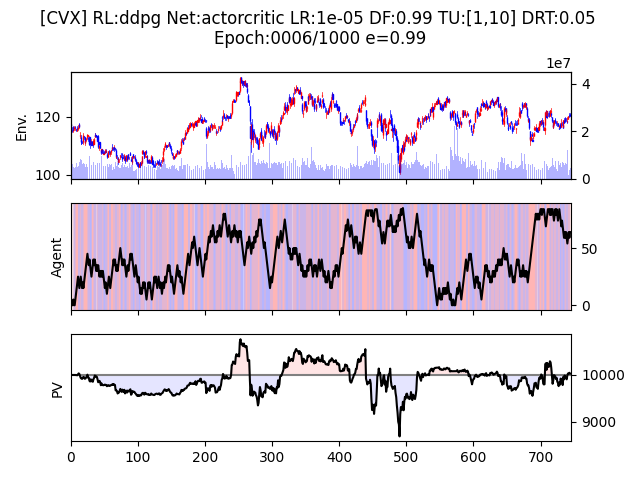 [CVX] RL:ddpg Net:actorcritic LR:1e-05 DF:0.99 TU:[1,10] DRT:0.05
Epoch:0006/1000 e=0.99
1e7
Env.
120
100
4
2
0
Agent
50
0
PV
10000
9000
0 100 200 300 400 500 600 700